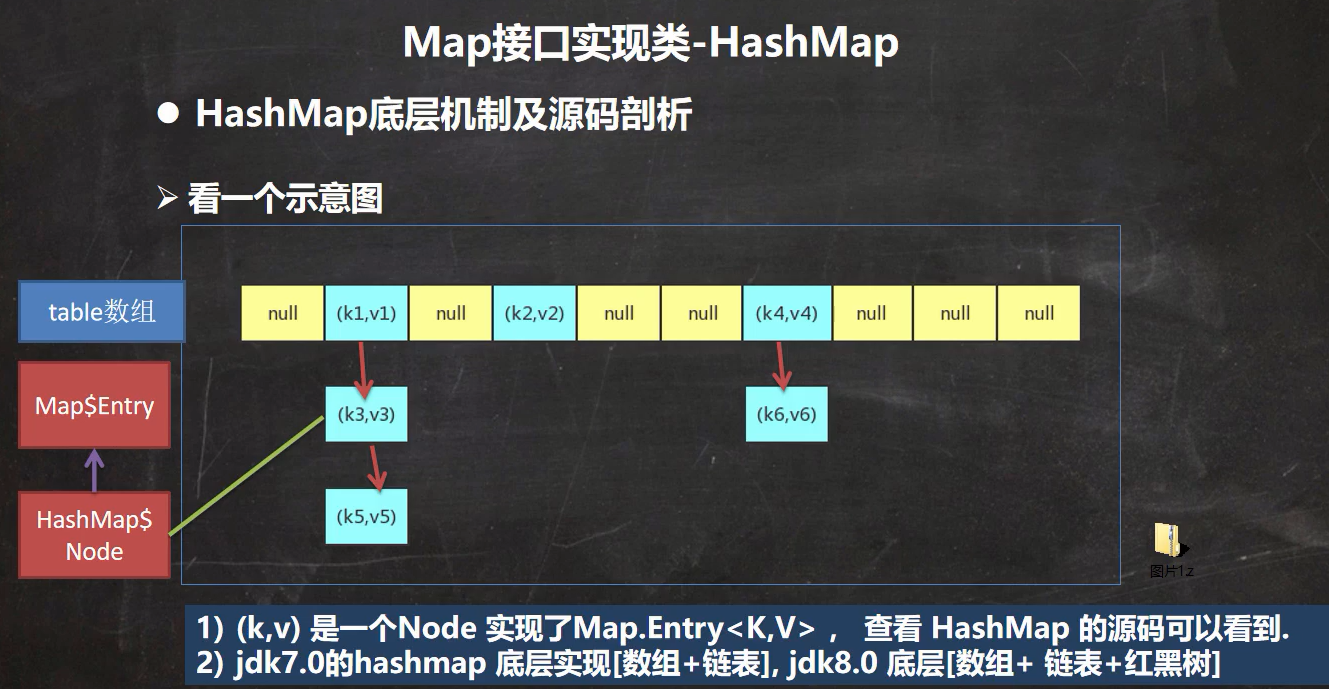 Map接口实现类-HashMap
HashMap底层机制及源码剖析
看一个示意图
table数组
null
(k1,v1)
null
(k2,v2)
null
null
(k4,v4)
null
null
null
Map$Entry
(k3,v3)
(k6,v6)
HashMap$
Node
(k5,v5)
图片1.z
1) (k,v) 是一个Node 实现了Map.Entry<K,V> ， 查看 HashMap 的源码可以看到.
2) jdk7.0的hashmap 底层实现[数组+链表], jdk8.0 底层[数组+ 链表+红黑树]